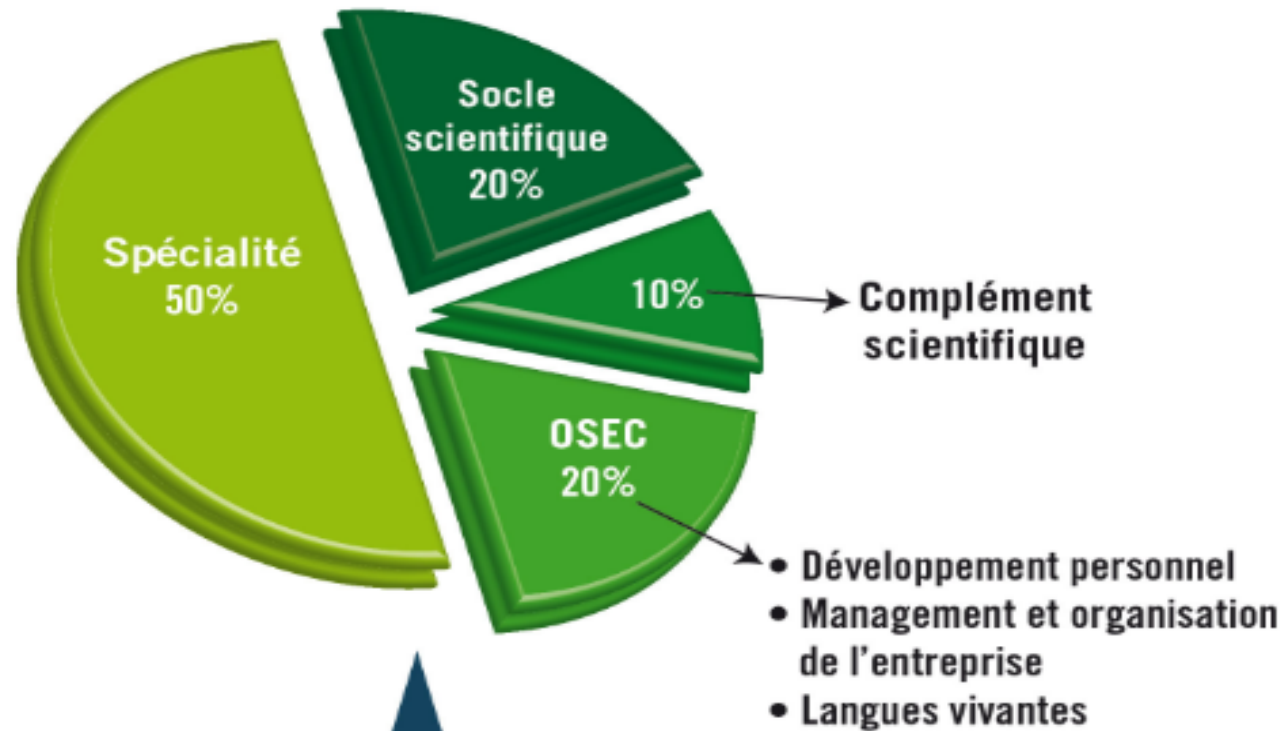 Socle
scientifique
20%
Spécialité
50%
10%
Complément
scientifique
OSEC
20%
• Développement personnel
• Management et organisation
de l'entreprise
• Langues vivantes